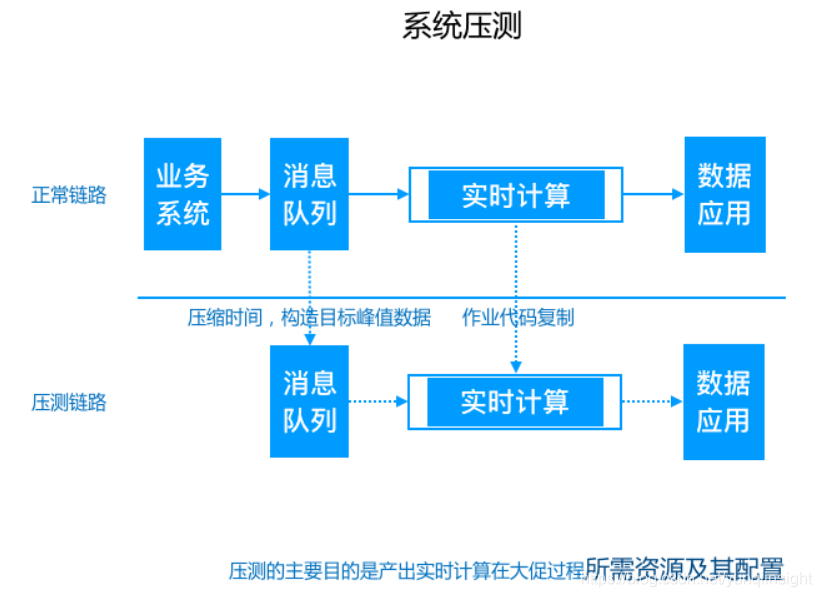 系统压测
正常链路
业务
系统
消息
队列
实时计算
数据
应用
压缩时间，构造目标峰值数据
作业代码复制
压测链路
消息
队列
实时计算
数据
应用
压测的主要目的是产出实时计算在大促过程所需资源及其配置